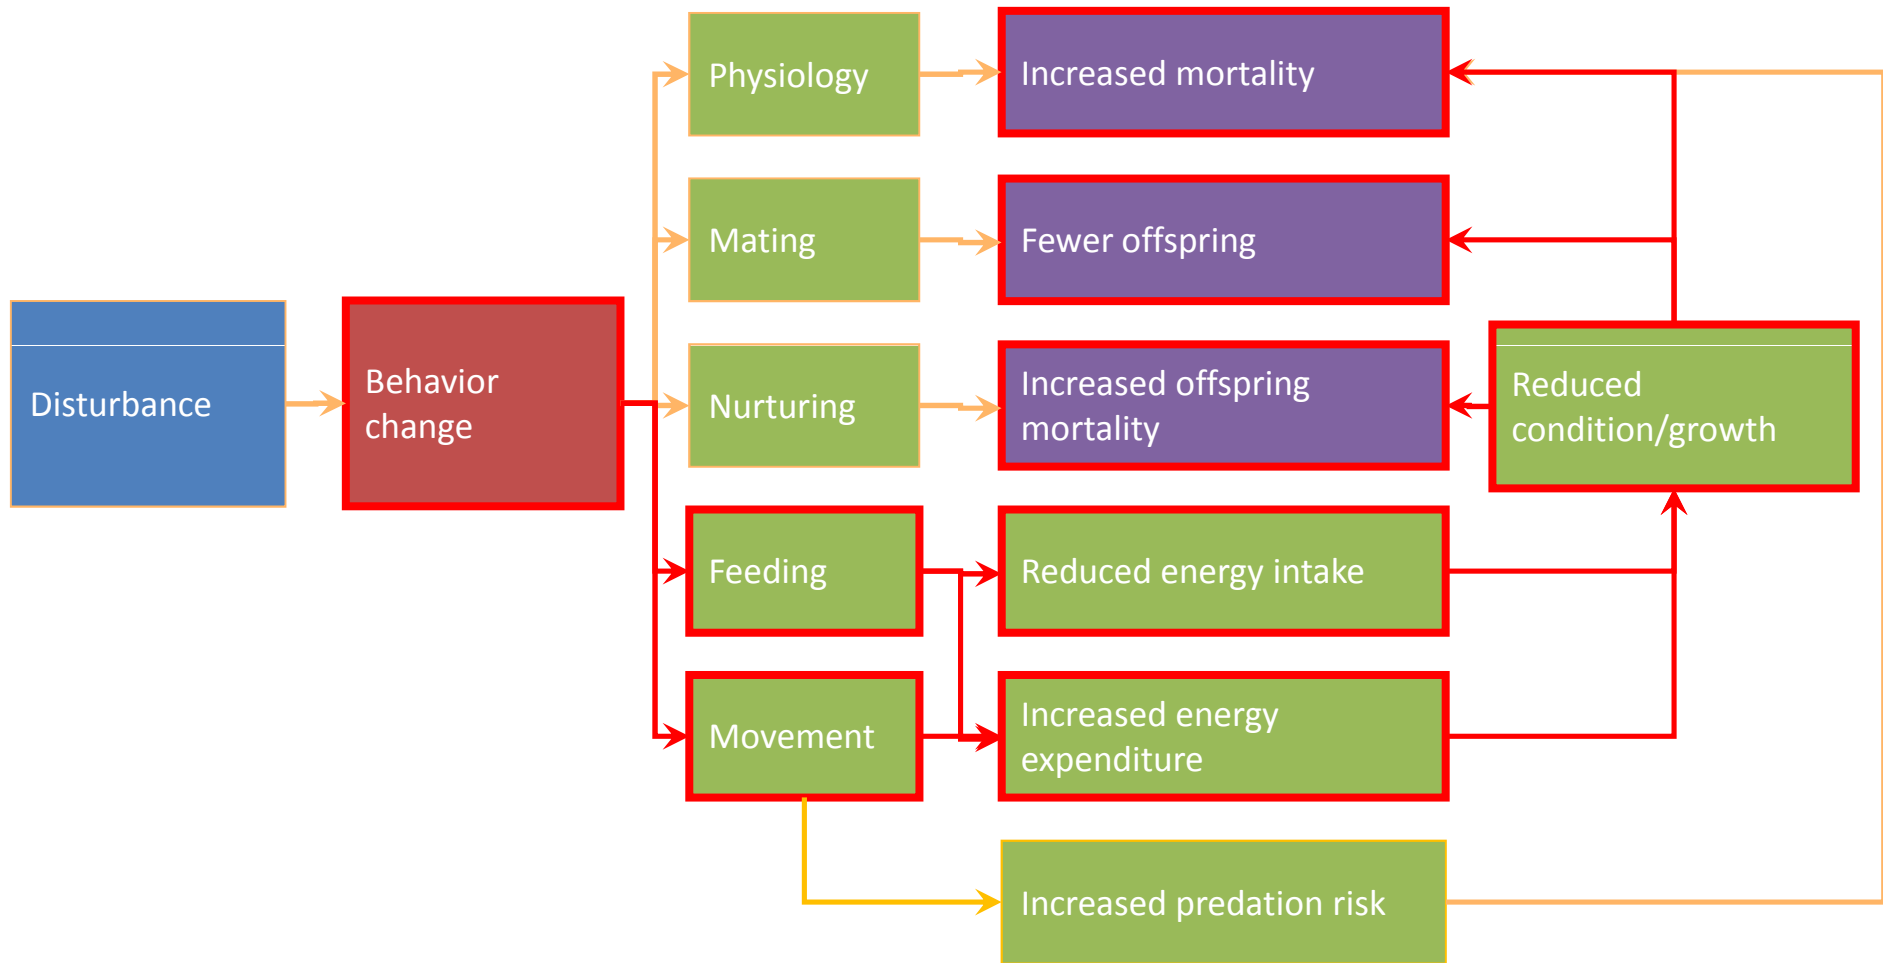 Physiology
Increased mortality
Mating
Fewer offspring
Disturbance
Behavior
change
Nurturing
Increased offspring
mortality
Reduced
condition/growth
Feeding
Reduced energy intake
Movement
Increased energy
expenditure
Increased predation risk